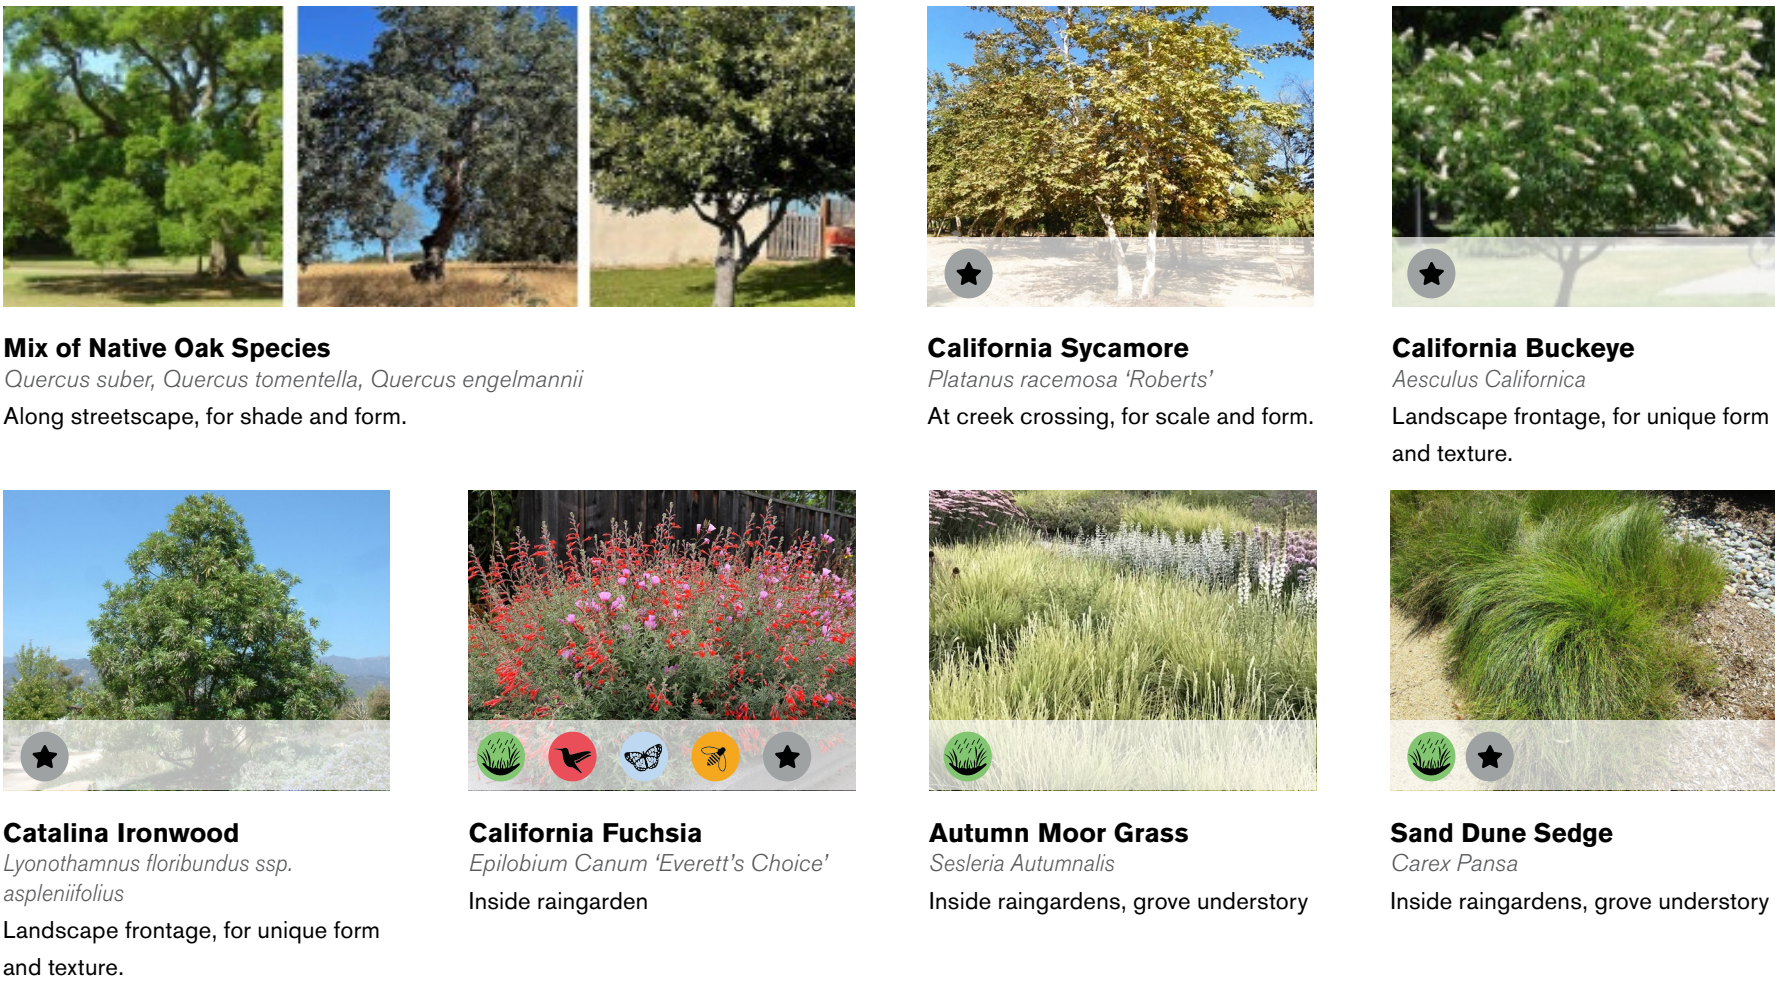 Mix of Native Oak Species
Quercus suber, Quercus tomentella, Quercus engelmannii
Along streetscape, for shade and form.
California Sycamore
Platanus racemosa ‘Roberts’
At creek crossing, for scale and form.
California Buckeye
Aesculus Californica
Landscape frontage, for unique form
and texture.
Catalina Ironwood
Lyonothamnus floribundus ssp.
aspleniifolius
Landscape frontage, for unique form
and texture.
California Fuchsia
Epilobium Canum ‘Everett’s Choice’
Inside raingarden
Autumn Moor Grass
Sesleria Autumnalis
Inside raingardens, grove understory
Sand Dune Sedge
Carex Pansa
Inside raingardens, grove understory